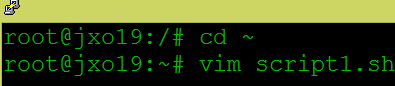 root@jxo19:/# cd ~
root@jxo19:~# vim script1.sh